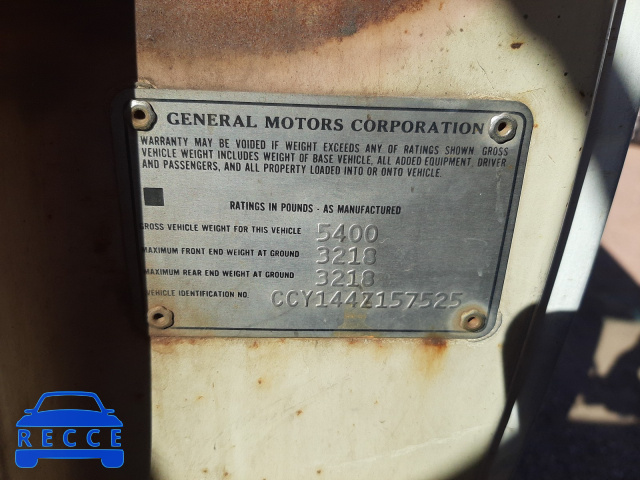 GENERAL MOTORS CORPORATION
WARRANTY MAY BE VOIDED IF WEIGHT EXCEEDS ANY OF RATINGS SHOWN. GROSS
VEHICLE WEIGHT INCLUDES WEIGHT OF BASE VEHICLE, ALL ADDED EQUIPMENT, DRIVER
AND PASSENGERS, AND ALL PROPERTY LOADED INTO OR ONTO VEHICLE.
RATINGS IN POUNDS - AS MANUFACTURED
GROSS VEHICLE WEIGHT FOR THIS VEHICLE 5400
MAXIMUM FRONT END WEIGHT AT GROUND 3218
MAXIMUM REAR END WEIGHT AT GROUND 3218
VEHICLE IDENTIFICATION NO. CCY144Z157525
RECCE